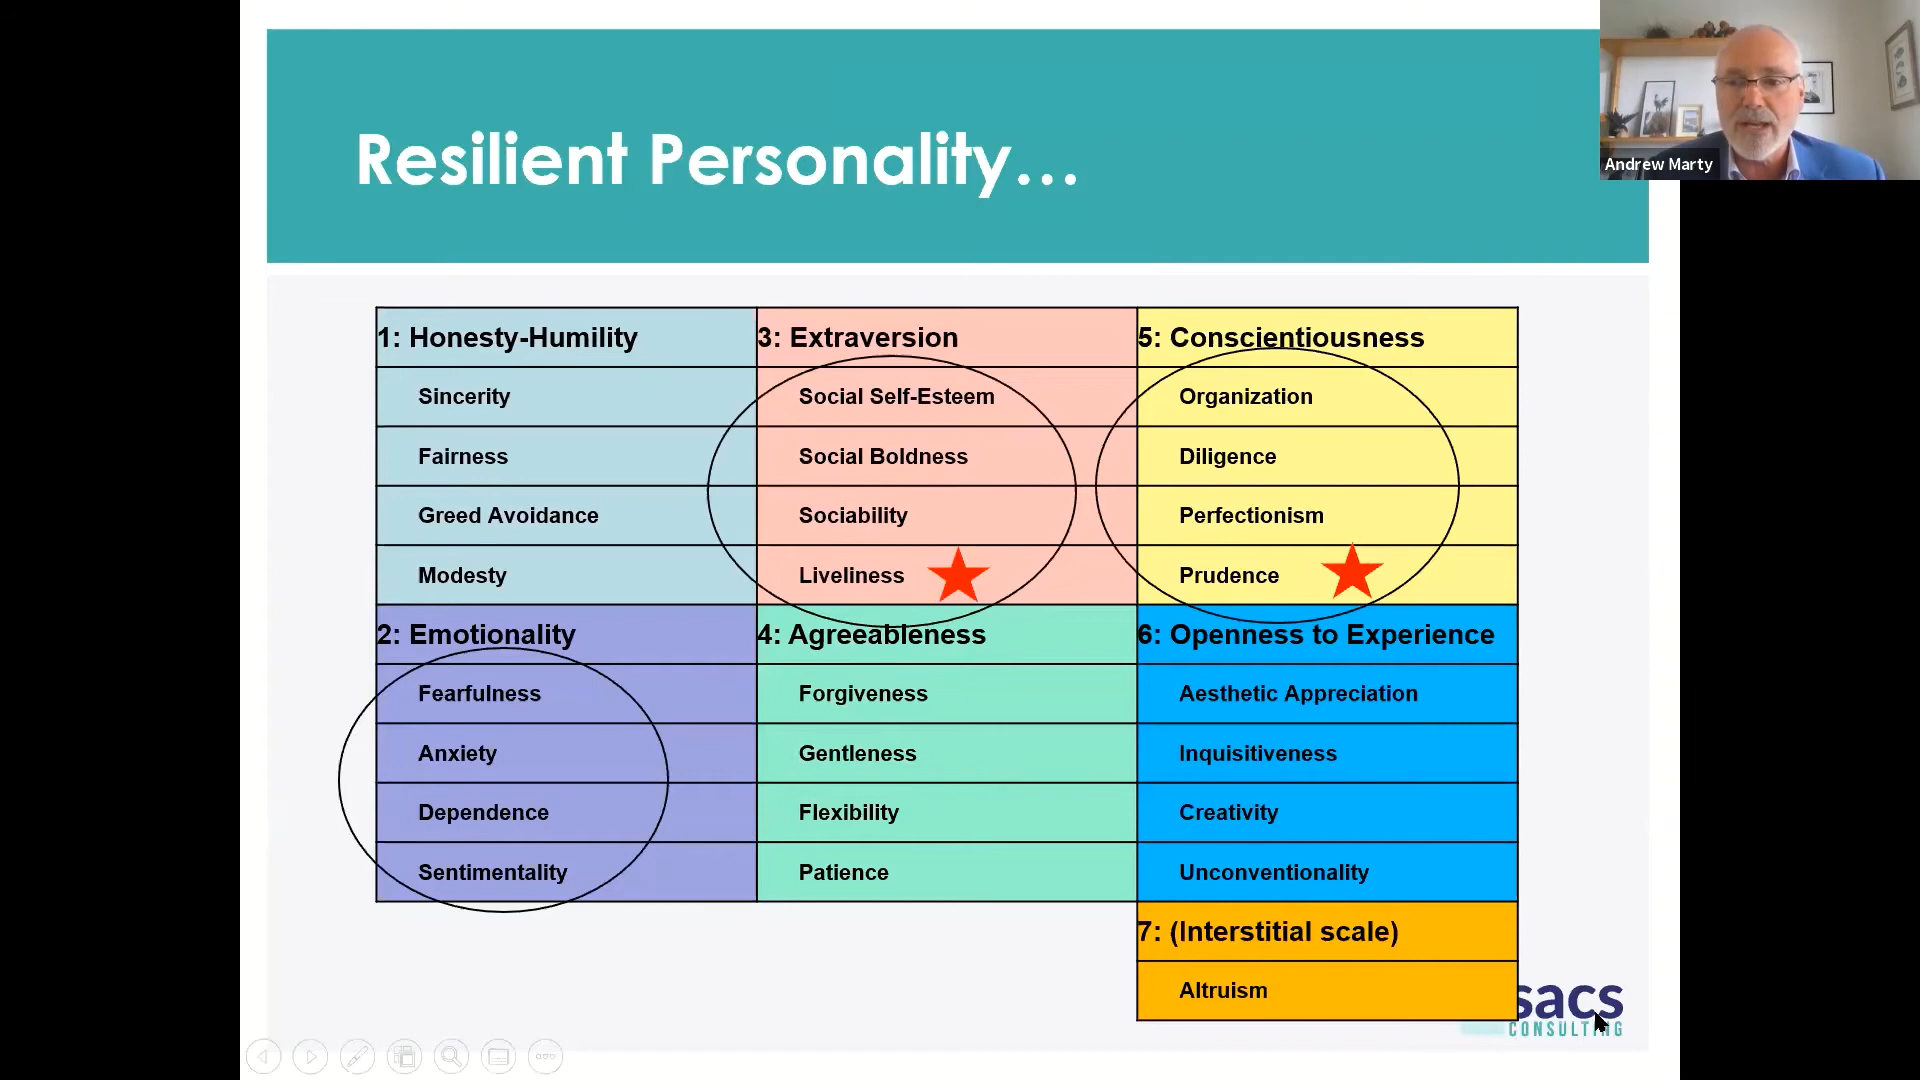 Resilient Personality...
Andrew Marty
1: Honesty-Humility
Sincerity
Fairness
Greed Avoidance
Modesty
2: Emotionality
Fearfulness
Anxiety
Dependence
Sentimentality
3: Extraversion
Social Self-Esteem
Social Boldness
Sociability
Liveliness
4: Agreeableness
Forgiveness
Gentleness
Flexibility
Patience
5: Conscientiousness
Organization
Diligence
Perfectionism
Prudence
6: Openness to Experience
Aesthetic Appreciation
Inquisitiveness
Creativity
Unconventionality
7: (Interstitial scale)
Altruism
sacs
CONSULTING